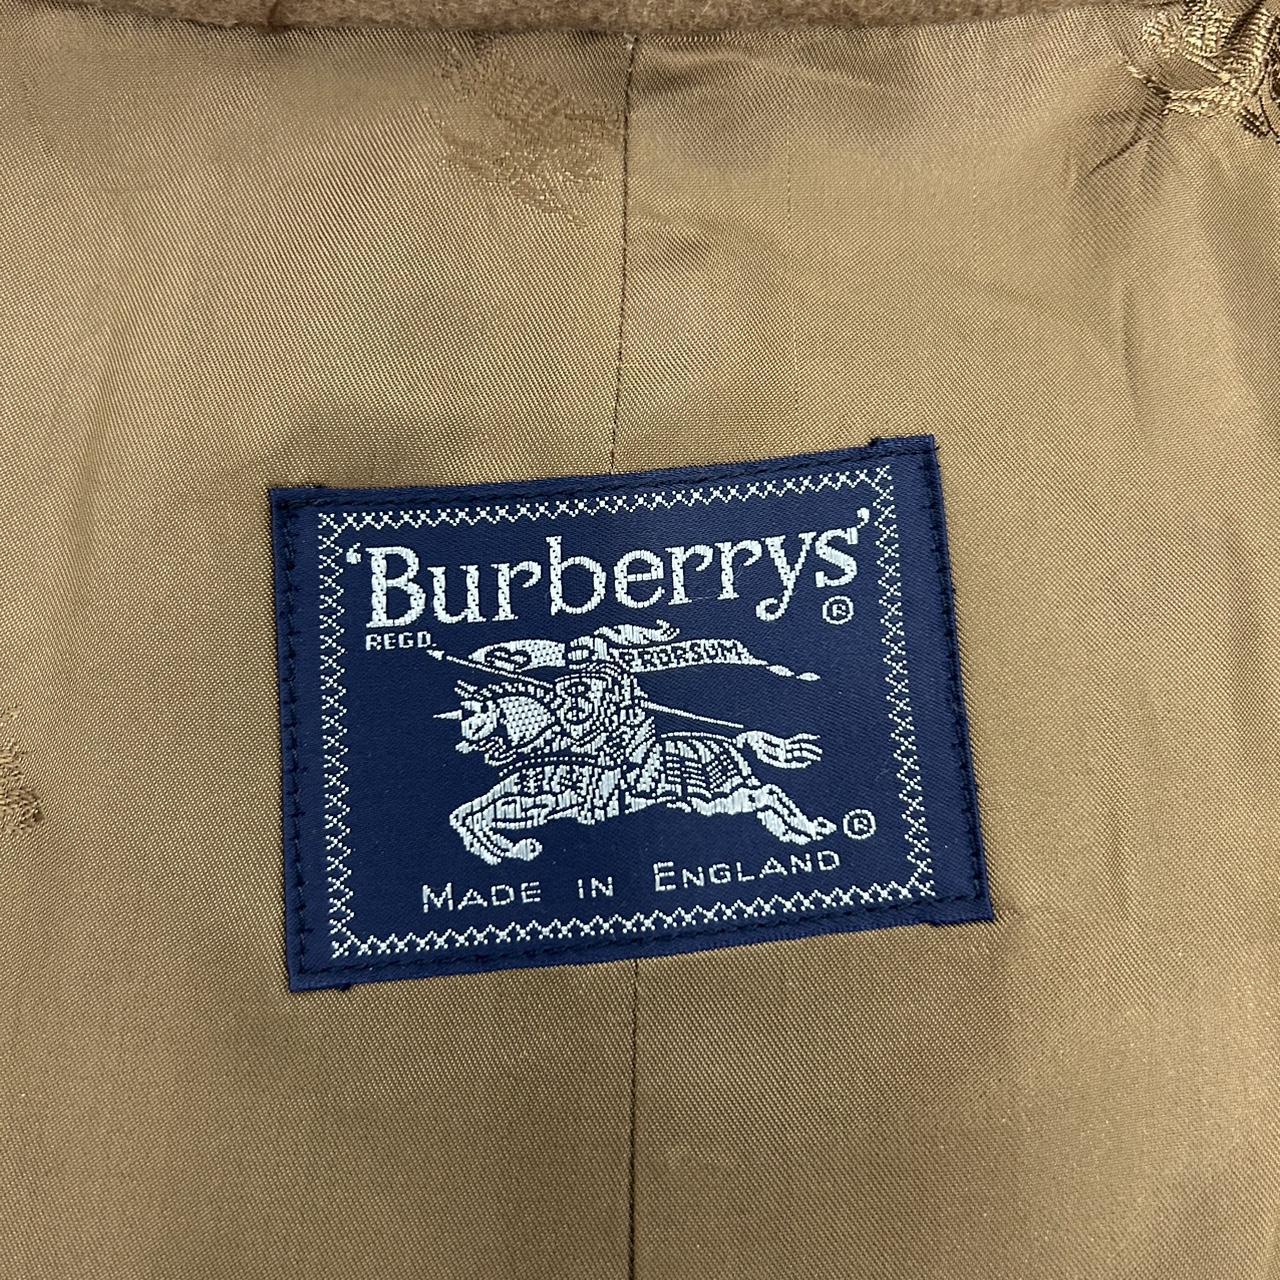 'Burberrys' ®
REGD.
PRORSUM
®
MADE IN ENGLAND